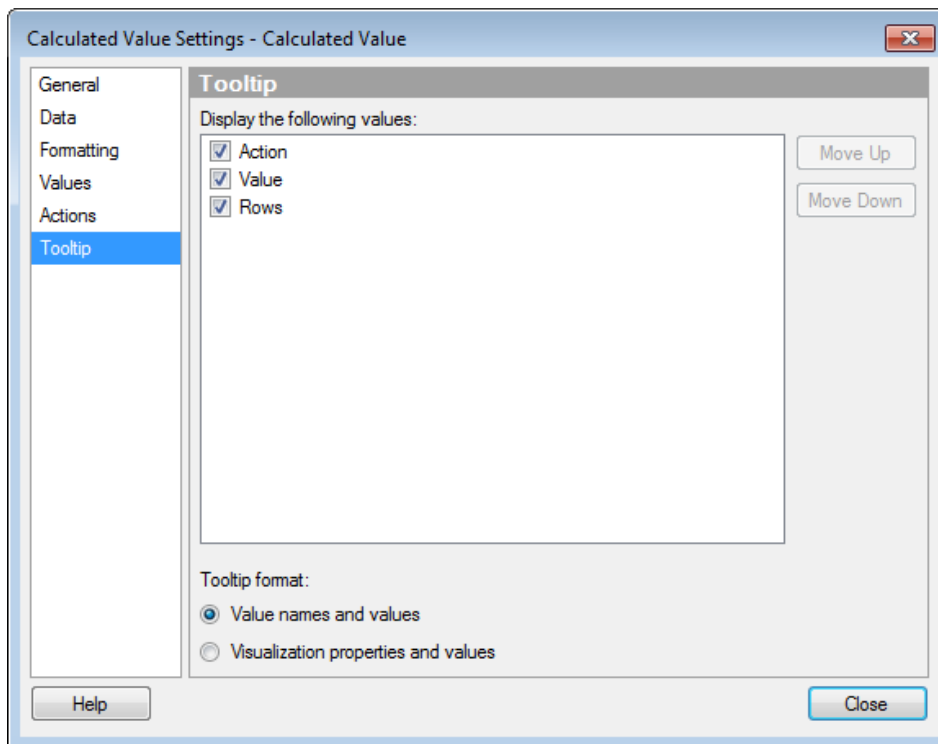 Calculated Value Settings - Calculated Value
General
Data
Formatting
Values
Actions
Tooltip
Tooltip
Display the following values:
Action
Value
Rows
Move Up
Move Down
Tooltip format:
Value names and values
Visualization properties and values
Help
Close